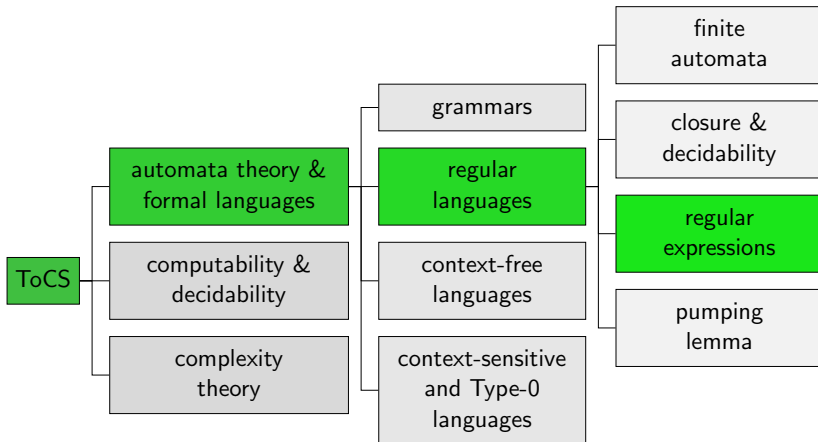 ToCS
automata theory &
formal languages
computability &
decidability
complexity
theory
grammars
regular
languages
context-free
languages
context-sensitive
and Type-0
languages
finite
automata
closure &
decidability
regular
expressions
pumping
lemma